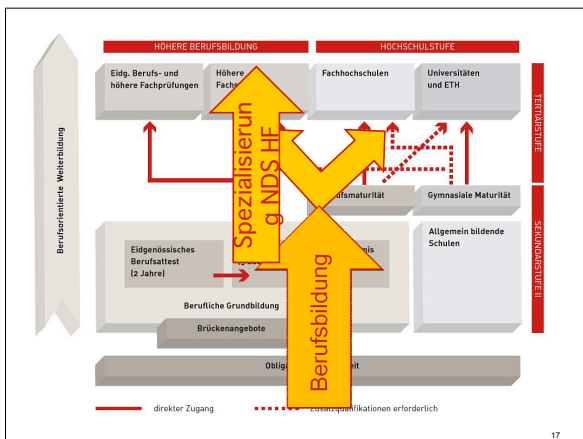 HÖHERE BERUFSBILDUNG
HOCHSCHULSTUFE
Eidg. Berufs- und
höhere Fachprüfungen
Höhere
Fachhochschulen
Universitäten
und ETH
TERTIÄRSTUFE
Berufsorientierte Weiterbildung
Spezialisierun
g NDS HF
Gymnasiale Maturität
SEKUNDARSTUFE II
Allgemein bildende
Schulen
Eidgenössisches
Berufsattest
(2 Jahre)
Berufsbildung
Berufliche Grundbildung
Brückenangebote
direkter Zugang
Zusatzqualifikationen erforderlich
17